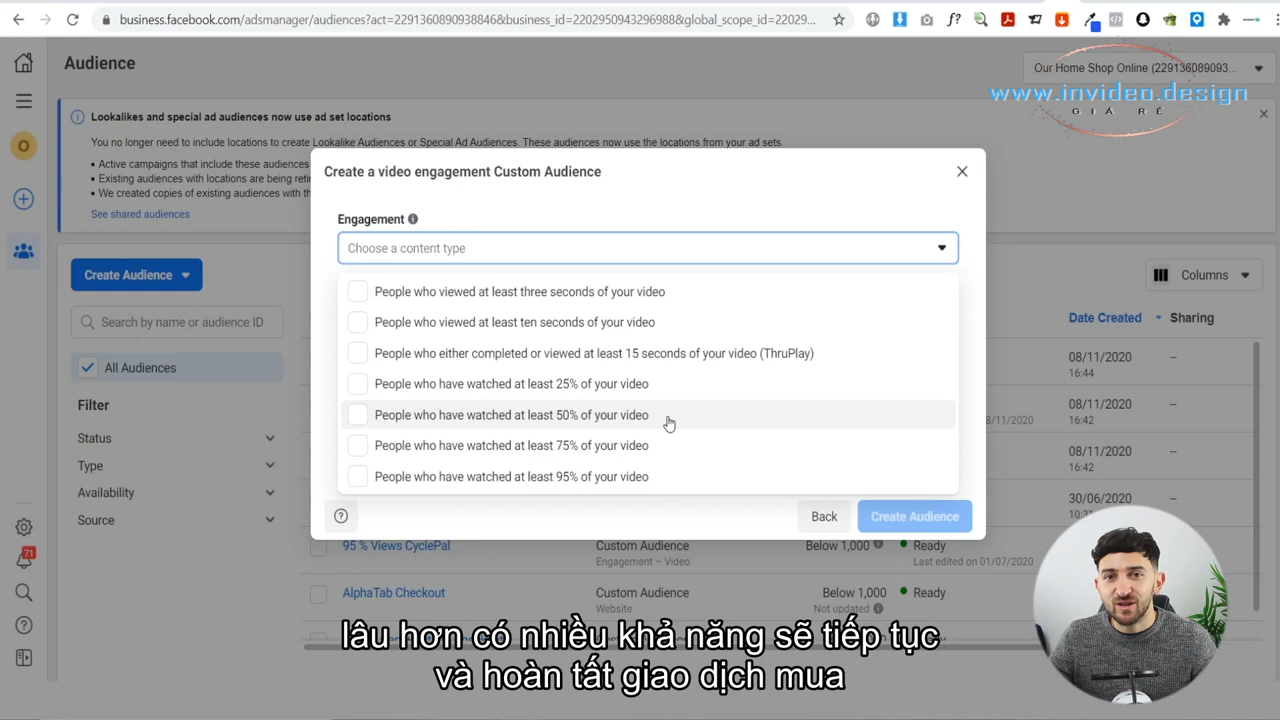 business.facebook.com/adsmanager/audiences?act=229136089093884​6&business_id=2202950943296988&global_scope_id=22029...
Audience
Our Home Shop Online (229136089093...
www.invideo.design
GIÁ RẺ
Lookalikes and special ad audiences now use ad set locations
You no longer need to include locations to create Lookalike Audiences or Special Ad Audiences. These audiences now use the locations from your ad sets.
• Active campaigns that include these audiences
• Existing audiences with locations are being reti
• We created copies of existing audiences with th
See shared audiences
Create a video engagement Custom Audience
Engagement
Choose a content type
People who viewed at least three seconds of your video
People who viewed at least ten seconds of your video
People who either completed or viewed at least 15 seconds of your video (ThruPlay)
People who have watched at least 25% of your video
People who have watched at least 50% of your video
People who have watched at least 75% of your video
People who have watched at least 95% of your video
Back
Create Audience
O
Create Audience
Search by name or audience ID
All Audiences
Filter
Status
Type
Availability
Source
71
Columns
Date Created
Sharing
08/11/2020
--
16:44
08/11/2020
--
16:42
8/11/2020
08/11/2020
--
16:42
30/06/2020
--
10:3
95 % Views CyclePal
Custom Audience
Below 1,000
Ready
Engagement – Video
Last edited on 01/07/2020
AlphaTab Checkout
Custom Audience
Below 1,000
Ready
Website
Not updated
lâu hơn có nhiều khả năng sẽ tiếp tục
và hoàn tất giao dịch mua